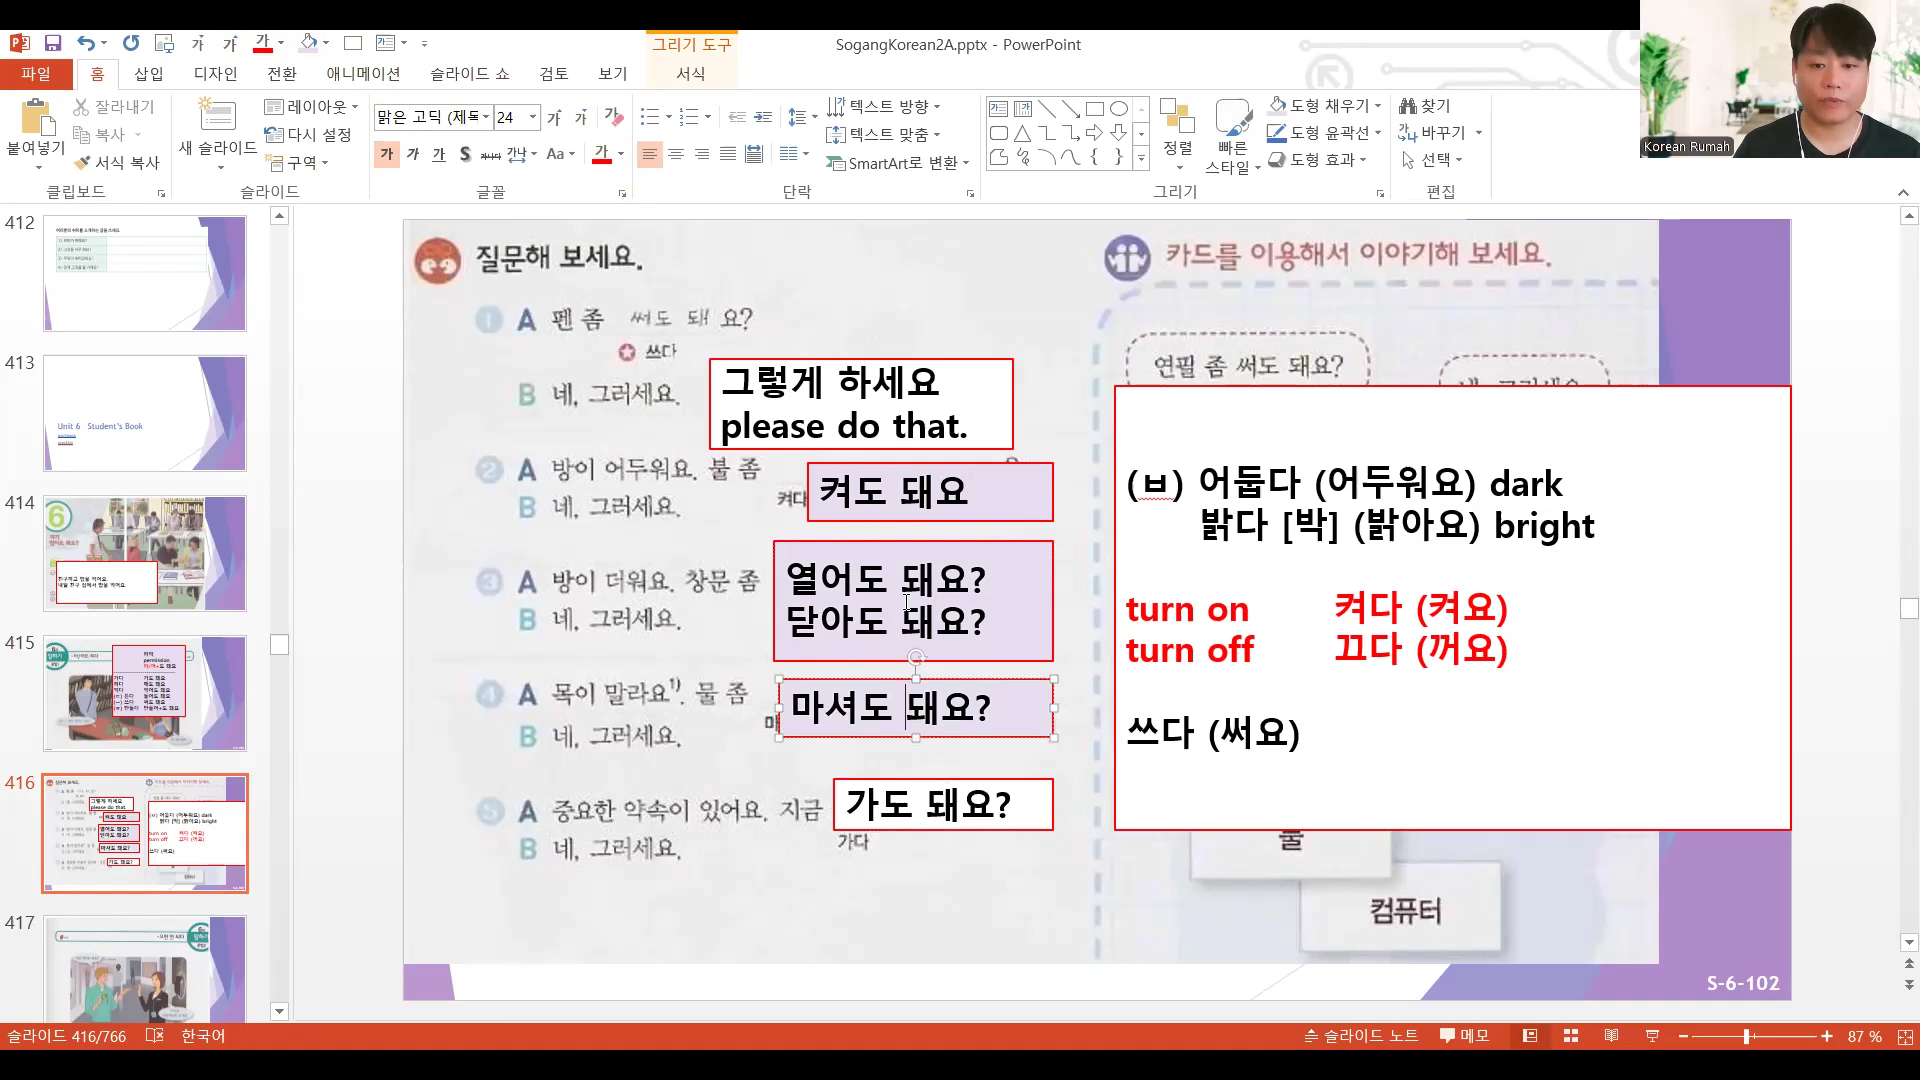 SogangKorean2A.pptx - PowerPoint
그리기 도구
파일
홈
삽입
디자인
전환
애니메이션
슬라이드 쇼
검토
보기
서식
붙여넣기
잘라내기
복사
서식 복사
클립보드
새 슬라이드
레이아웃
다시 설정
구역
슬라이드
맑은 고딕 (제목
24
글꼴
텍스트 방향
텍스트 맞춤
SmartArt로 변환
단락
정렬
빠른
스타일
도형 채우기
도형 윤곽선
도형 효과
그리기
찾기
바꾸기
선택
편집
Korean Rumah
412
413
Unit 6 Student's Book
414
415
416
417
질문해 보세요.
1 A 펜 좀 써도 돼 요?
쓰다
B 네, 그러세요.
그렇게 하세요
please do that.
2 A 방이 어두워요. 불 좀
켜다
켜도 돼요
B 네, 그러세요.
3 A 방이 더워요. 창문 좀
열어도 돼요?
닫아도 돼요?
B 네, 그러세요.
4 A 목이 말라요1). 물 좀
마셔도 돼요?
B 네, 그러세요.
5 A 중요한 약속이 있어요. 지금
가도 돼요?
가다
B 네, 그러세요.
카드를 이용해서 이야기해 보세요.
연필 좀 써도 돼요?
(ㅂ) 어둡다 (어두워요) dark
밝다 [박] (밝아요) bright
turn on 켜다 (켜요)
turn off 끄다 (꺼요)
쓰다 (써요)
물
컴퓨터
S-6-102
슬라이드 416/766
한국어
슬라이드 노트
메모
87 %